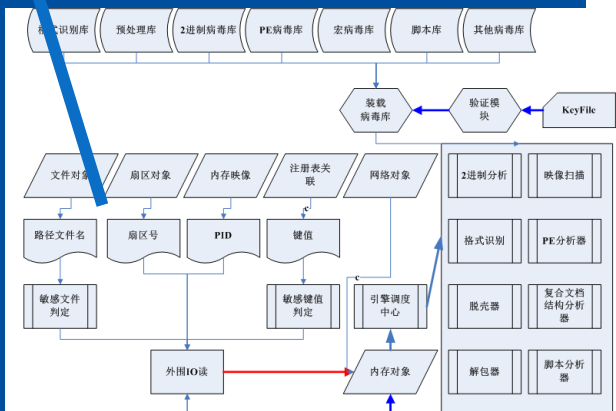 格式识别库 预处理库 2进制病毒库 PE病毒库 宏病毒库 脚本库 其他病毒库
装载
病毒库
验证模
块
KeyFile
文件对象 扇区对象 内存映像 注册表关
联
网络对象
2进制分析 映像扫描
c
路径文件名 扇区号 PID 键值
格式识别 PE分析器
c
敏感文件
判定
敏感键值
判定
引擎调度
中心
脱壳器 复合文档
结构分析
器
外围IO读 内存对象
解包器 脚本分析
器